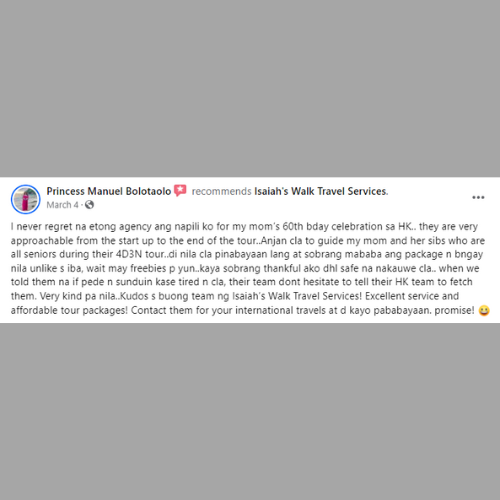 Princess Manuel Bolotaolo recommends Isaiah's Walk Travel Services.
March 4 ·
I never regret na etong agency ang napili ko for my mom's 60th bday celebration sa HK.. they are very
approachable from the start up to the end of the tour..Anjan cla to guide my mom and her sibs who are
all seniors during their 4D3N tour..di nila cla pinabayaan lang at sobrang mababa ang package n bngay
nila unlike s iba, wait may freebies p yun..kaya sobrang thankful ako dhl safe na nakauwe cla.. when we
told them na if pede n sunduin kase tired n cla, their team dont hesitate to tell their HK team to fetch
them. Very kind pa nila..Kudos s buong team ng Isaiah's Walk Travel Services! Excellent service and
affordable tour packages! Contact them for your international travels at d kayo pababayaan. promise! 😄